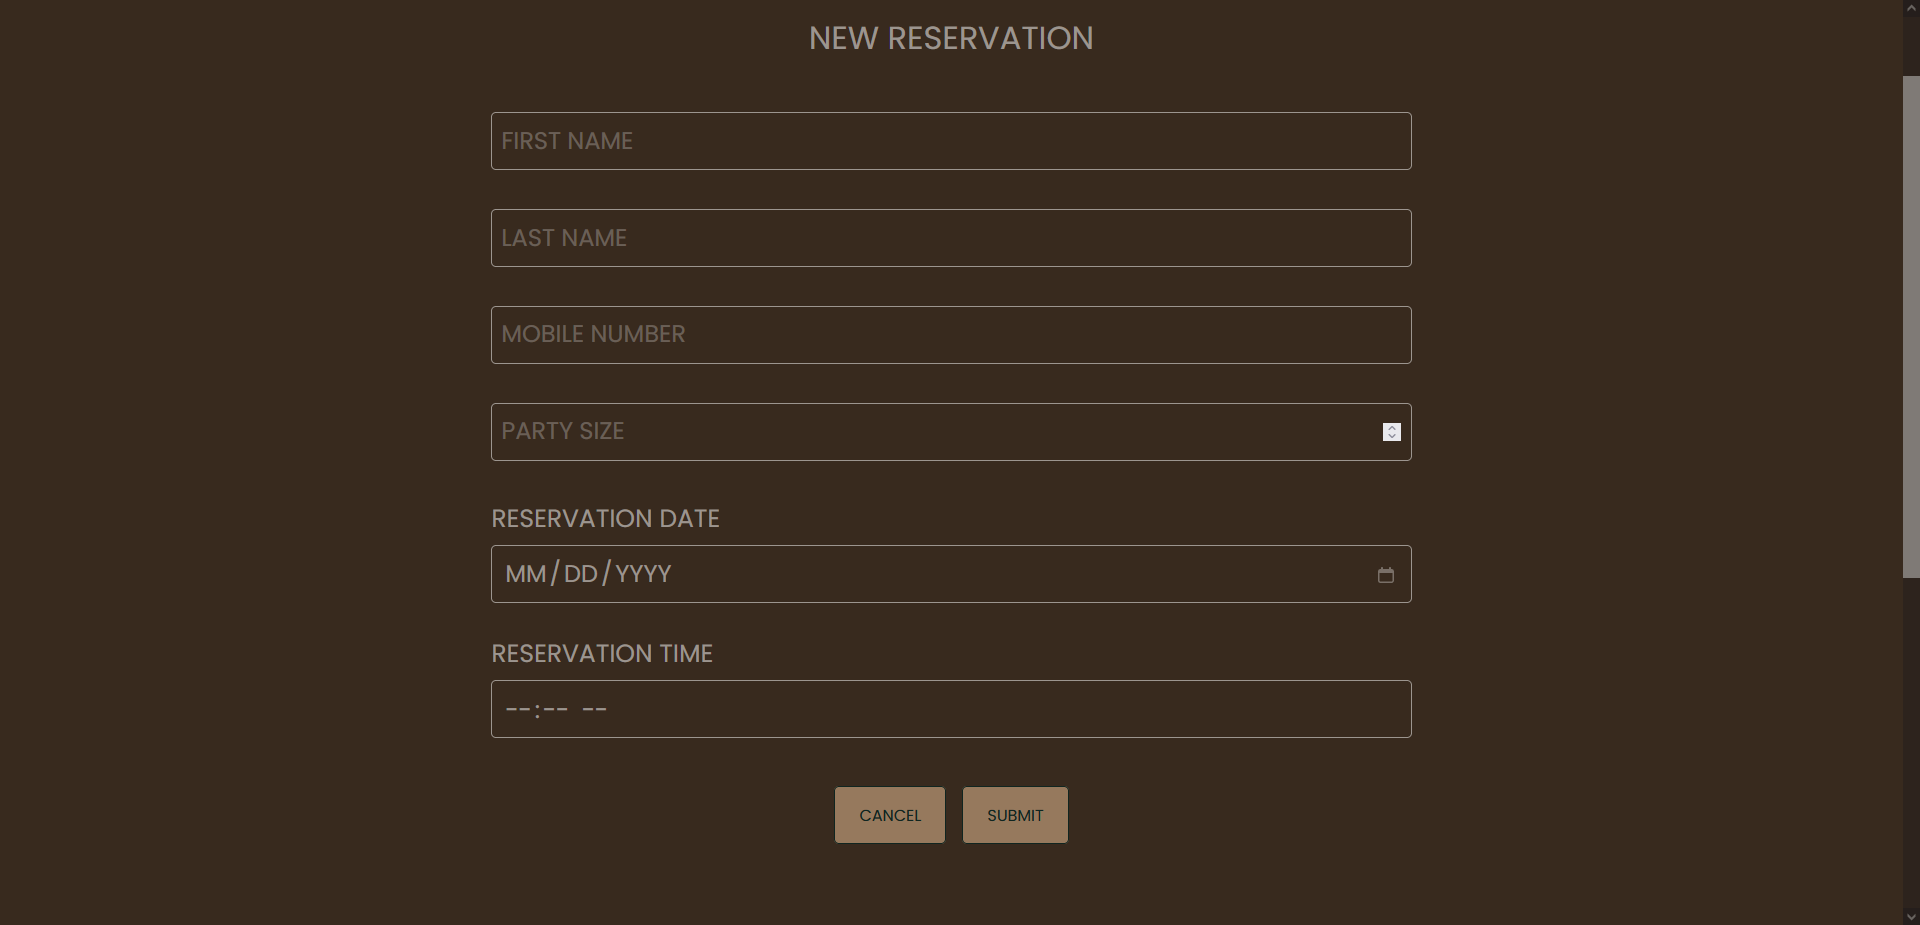 NEW RESERVATION
FIRST NAME
LAST NAME
MOBILE NUMBER
PARTY SIZE
RESERVATION DATE
MM/DD/YYYY
RESERVATION TIME
--:-- --
CANCEL SUBMIT